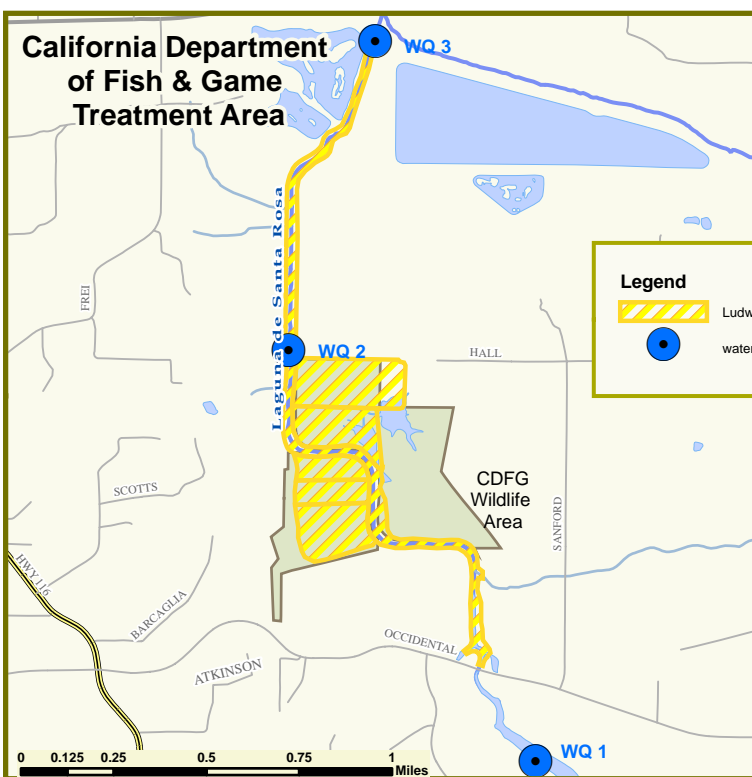 California Department
of Fish & Game
Treatment Area
WQ 3
Laguna de Santa Rosa
FREI
Legend
Ludw
water
WQ 2
HALL
SCOTTS
CDFG
Wildlife
Area
SANFORD
HWY 116
BARCAGLIA
OCCIDENTAL
ATKINSON
WQ 1
0 0.125 0.25 0.5 0.75 1
Miles